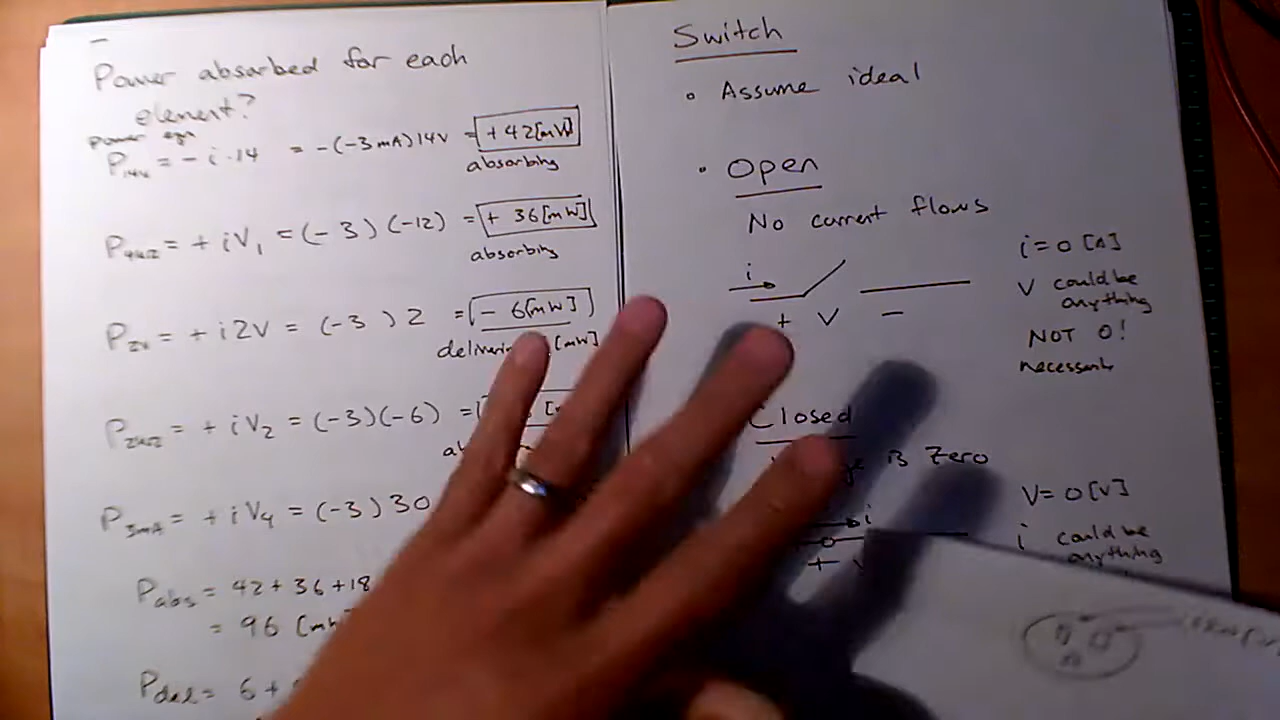 Power absorbed for each
element?
Power eqn
P14V = - i · 14 = -(-3mA)14V = +42[mW]
absorbing
P4kΩ = + iV1 = (-3)(-12) = + 36[mW]
absorbing
P2V = + i2V = (-3)2 = - 6[mW]
[mW]
P2kΩ = + iV2 = (-3)(-6) =
P3mA = + iV4 = (-3)30
Pabs = 42+36+18
= 96
Pdel = 6 +
Switch
• Assume ideal
• Open
No current flows
i
+ V -
i = 0 [A]
V could be
anything
NOT 0!
Closed
is zero
i
+
V = 0 [V]
i could be
anything